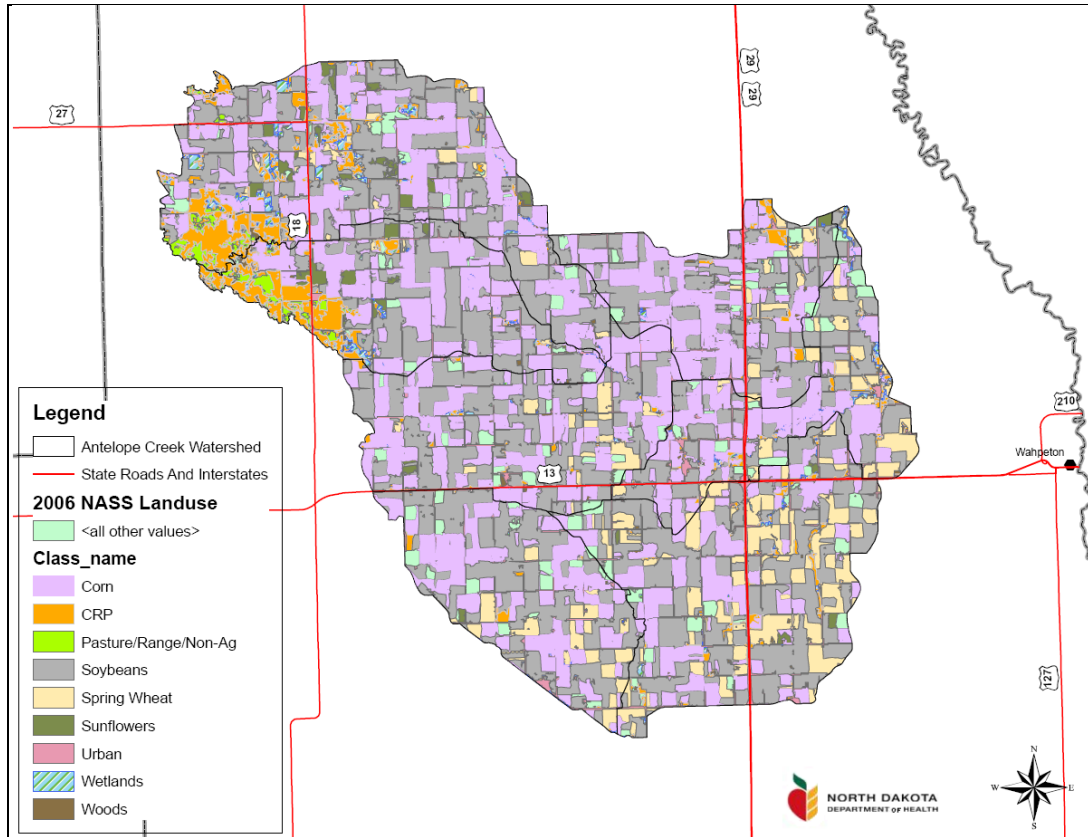 29
29
27
18
210
Wahpeton
13
127
Legend
Antelope Creek Watershed
State Roads And Interstates
2006 NASS Landuse
<all other values>
Class_name
Corn
CRP
Pasture/Range/Non-Ag
Soybeans
Spring Wheat
Sunflowers
Urban
Wetlands
Woods
N
W E
S
NORTH DAKOTA
DEPARTMENT OF HEALTH